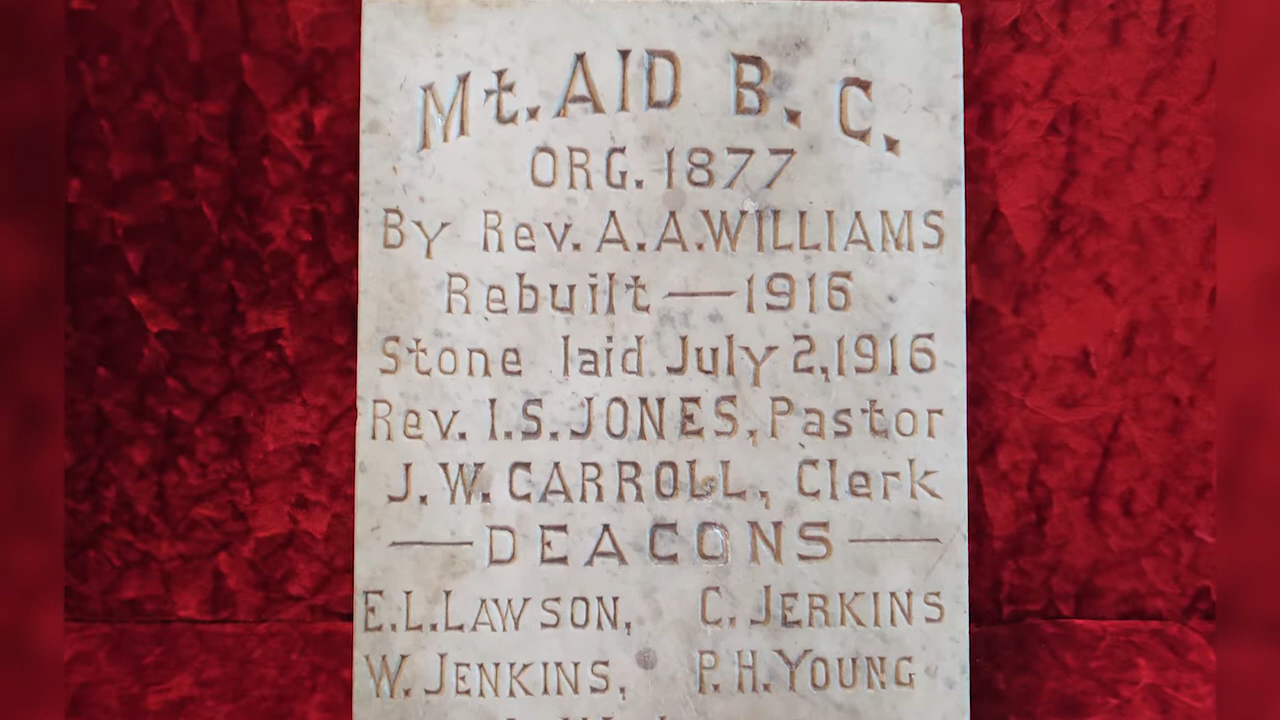 Mt. AID B. C.
ORG. 1877
By Rev. A. A. WILLIAMS
Rebuilt — 1916
Stone laid July 2, 1916
Rev. I. S. JONES, Pastor
J. W. CARROLL, Clerk
— DEACONS —
E. L. LAWSON, C. JERKINS
W. JENKINS, P. H. YOUNG